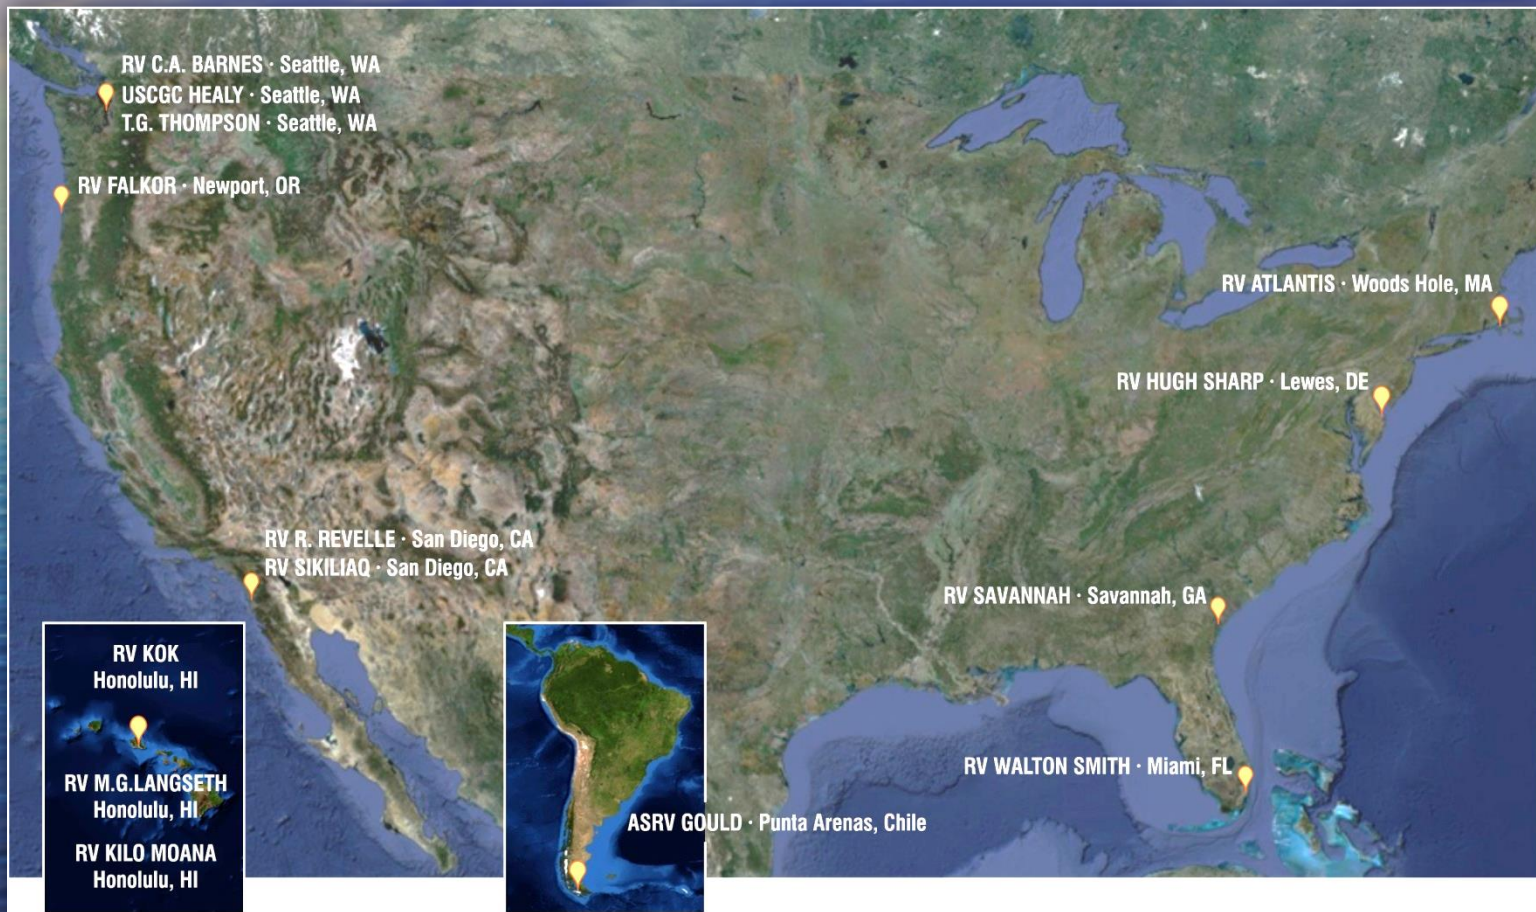 RV C.A. BARNES · Seattle, WA
USCGC HEALY · Seattle, WA
T.G. THOMPSON · Seattle, WA
RV FALKOR · Newport, OR
RV ATLANTIS · Woods Hole, MA
RV HUGH SHARP · Lewes, DE
RV R. REVELLE · San Diego, CA
RV SIKILIAQ · San Diego, CA
RV SAVANNAH · Savannah, GA
RV WALTON SMITH · Miami, FL
RV KOK
Honolulu, HI
RV M.G.LANGSETH
Honolulu, HI
RV KILO MOANA
Honolulu, HI
ASRV GOULD · Punta Arenas, Chile